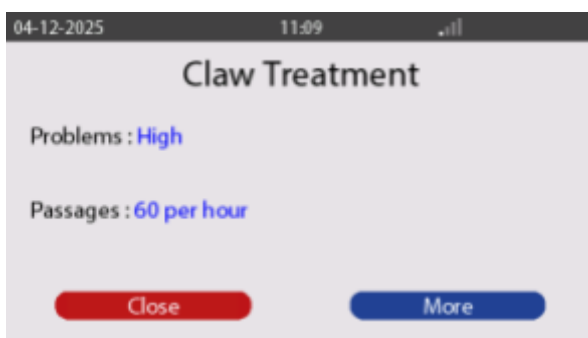 04-12-2025 11:09
Claw Treatment
Problems : High
Passages : 60 per hour
Close More